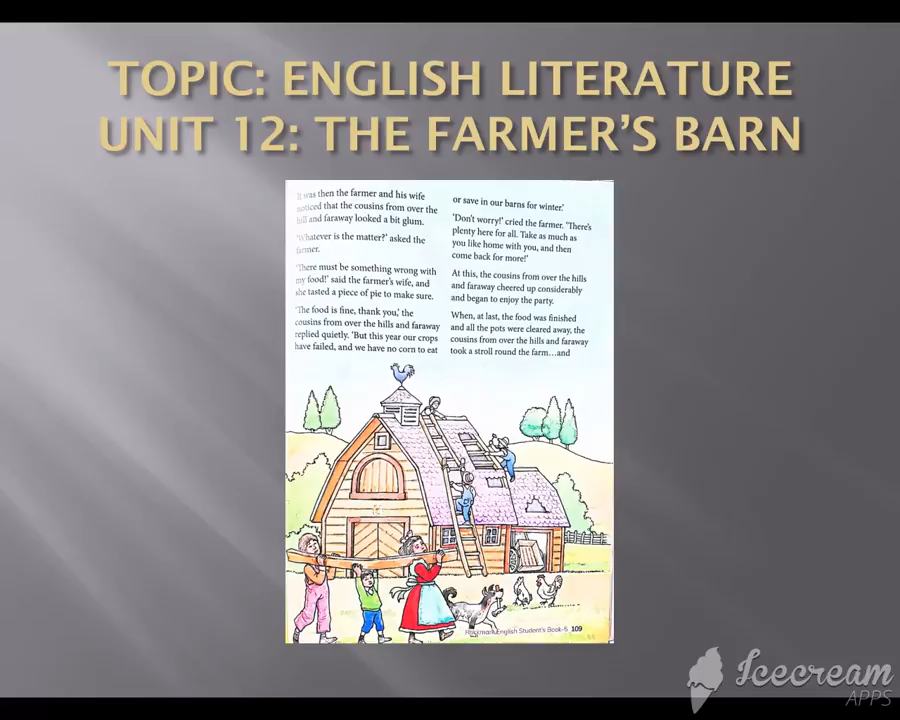 TOPIC: ENGLISH LITERATURE
UNIT 12: THE FARMER'S BARN
It was then the farmer and his wife
noticed that the cousins from over the
hill and faraway looked a bit glum.
'Whatever is the matter?' asked the
farmer.
'There must be something wrong with
my food!' said the farmer's wife, and
she tasted a piece of pie to make sure.
'The food is fine, thank you,' the
cousins from over the hills and faraway
replied quietly. 'But this year our crops
have failed, and we have no corn to eat
or save in our barns for winter.'
'Don't worry!' cried the farmer. 'There's
plenty here for all. Take as much as
you like home with you, and then
come back for more!'
At this, the cousins from over the hills
and faraway cheered up considerably
and began to enjoy the party.
When, at last, the food was finished
and all the pots were cleared away, the
cousins from over the hills and faraway
took a stroll round the farm...and
English Student's Book-5 109
Icecream
APPS